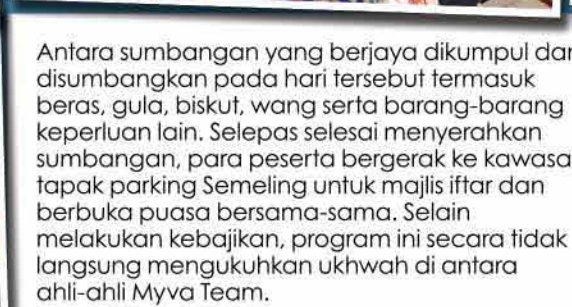 Antara sumbangan yang berjaya dikumpul dan
disumbangkan pada hari tersebut termasuk
beras, gula, biskut, wang serta barang-barang
keperluan lain. Selepas selesai menyerahkan
sumbangan, para peserta bergerak ke kawasa
tapak parking Semeling untuk majlis iftar dan
berbuka puasa bersama-sama. Selain
melakukan kebajikan, program ini secara tidak
langsung mengukuhkan ukhwah di antara
ahli-ahli Myva Team.